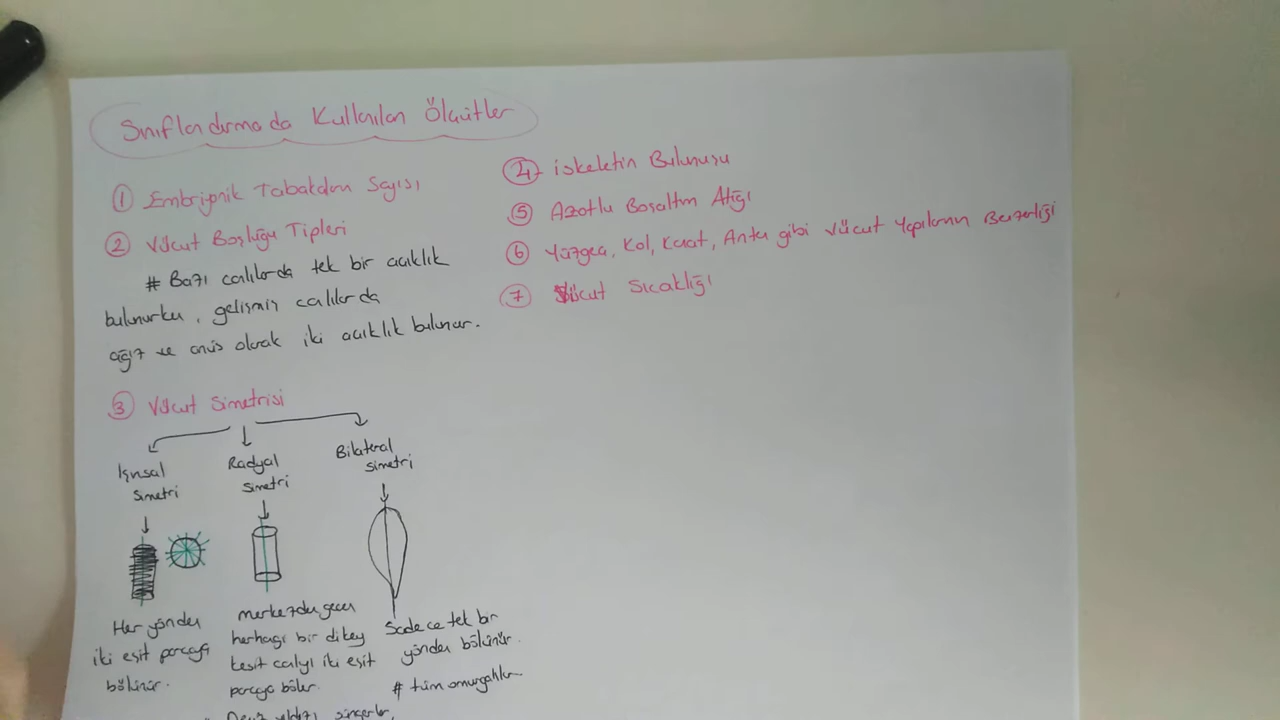 Sınıflandırmada Kullanılan Ölçütler
① Embriyonik Tabakaların Sayısı
② Vücut Boşluğu Tipleri
# Bazı canlılarda tek bir açıklık
bulunurken, gelişmiş canlılarda
ağız ve anüs olarak iki açıklık bulunur.
③ Vücut Simetrisi
Işınsal
Simetri
Her yönden
iki eşit parçaya
bölünür.
Radyal
Simetri
merkezden geçen
herhangi bir dikey
kesit canlıyı iki eşit
parçaya böler.
Deniz yıldızı, süngerler,
Bilateral
Simetri
Sadece tek bir
yönden bölünür.
# tüm omurgalılar
④ İskeletin Bulunuşu
⑤ Azotlu Boşaltım Atığı
⑥ Yüzgeç, Kol, Kanat, Anten gibi Vücut Yapılarının Benzerliği
⑦ Vücut Sıcaklığı